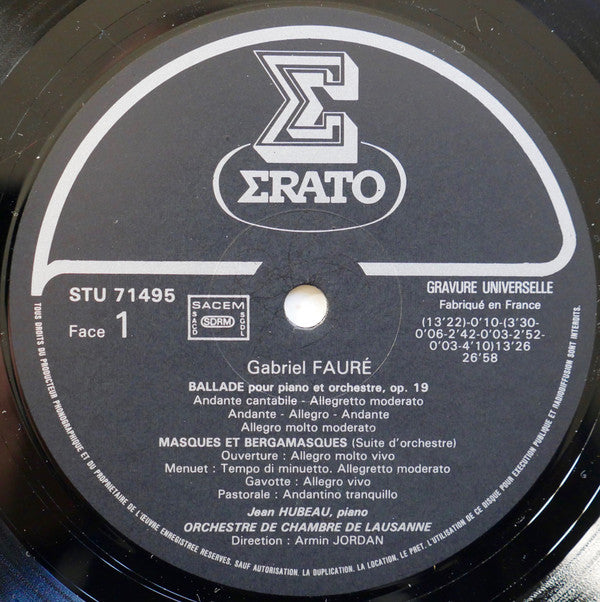 Σ
ΣRATO
STU 71495
Face 1
SACEM
SACD
SDRM
SGDL
GRAVURE UNIVERSELLE
Fabriqué en France
(13'22)-0'10-(3'30-
0'06-2'42-0'03-2'52-
0'03-4'10)13'26
26'58
Gabriel FAURÉ
BALLADE pour piano et orchestre, op. 19
Andante cantabile - Allegretto moderato
Andante - Allegro - Andante
Allegro molto moderato
MASQUES ET BERGAMASQUES (Suite d'orchestre)
Ouverture : Allegro molto vivo
Menuet : Tempo di minuetto. Allegretto moderato
Gavotte : Allegro vivo
Pastorale : Andantino tranquillo
Jean HUBEAU, piano
ORCHESTRE DE CHAMBRE DE LAUSANNE
Direction : Armin JORDAN
TOUS DROITS DU PRODUCTEUR PHONOGRAPHIQUE ET DU PROPRIETAIRE DE L'ŒUVRE ENREGISTREE RESERVES. SAUF AUTORISATION, LA DUPLICATION, LA LOCATION, LE PRET, L'UTILISATION DE CE DISQUE POUR EXECUTION PUBLIQUE ET RADIODIFFUSION SONT INTERDITS.